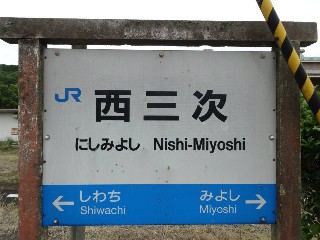 JR 西三次
にしみよし Nishi-Miyoshi
← しわち みよし →
Shiwachi Miyoshi